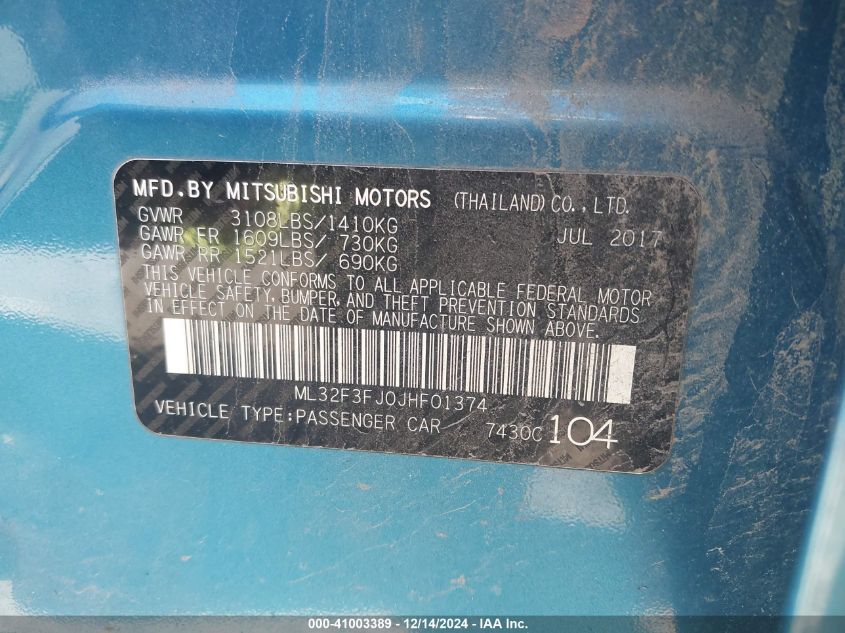 MFD.BY MITSUBISHI MOTORS (THAILAND) CO., LTD.
GVWR 3108LBS/1410KG JUL 2017
GAWR FR 1609LBS/ 730KG
GAWR RR 1521LBS/ 690KG
THIS VEHICLE CONFORMS TO ALL APPLICABLE FEDERAL MOTOR
VEHICLE SAFETY, BUMPER, AND THEFT PREVENTION STANDARDS
IN EFFECT ON THE DATE OF MANUFACTURE SHOWN ABOVE.
ML32F3FJ0JHF01374
VEHICLE TYPE:PASSENGER CAR 7430C 104
000-41003389 - 12/14/2024 - IAA Inc.